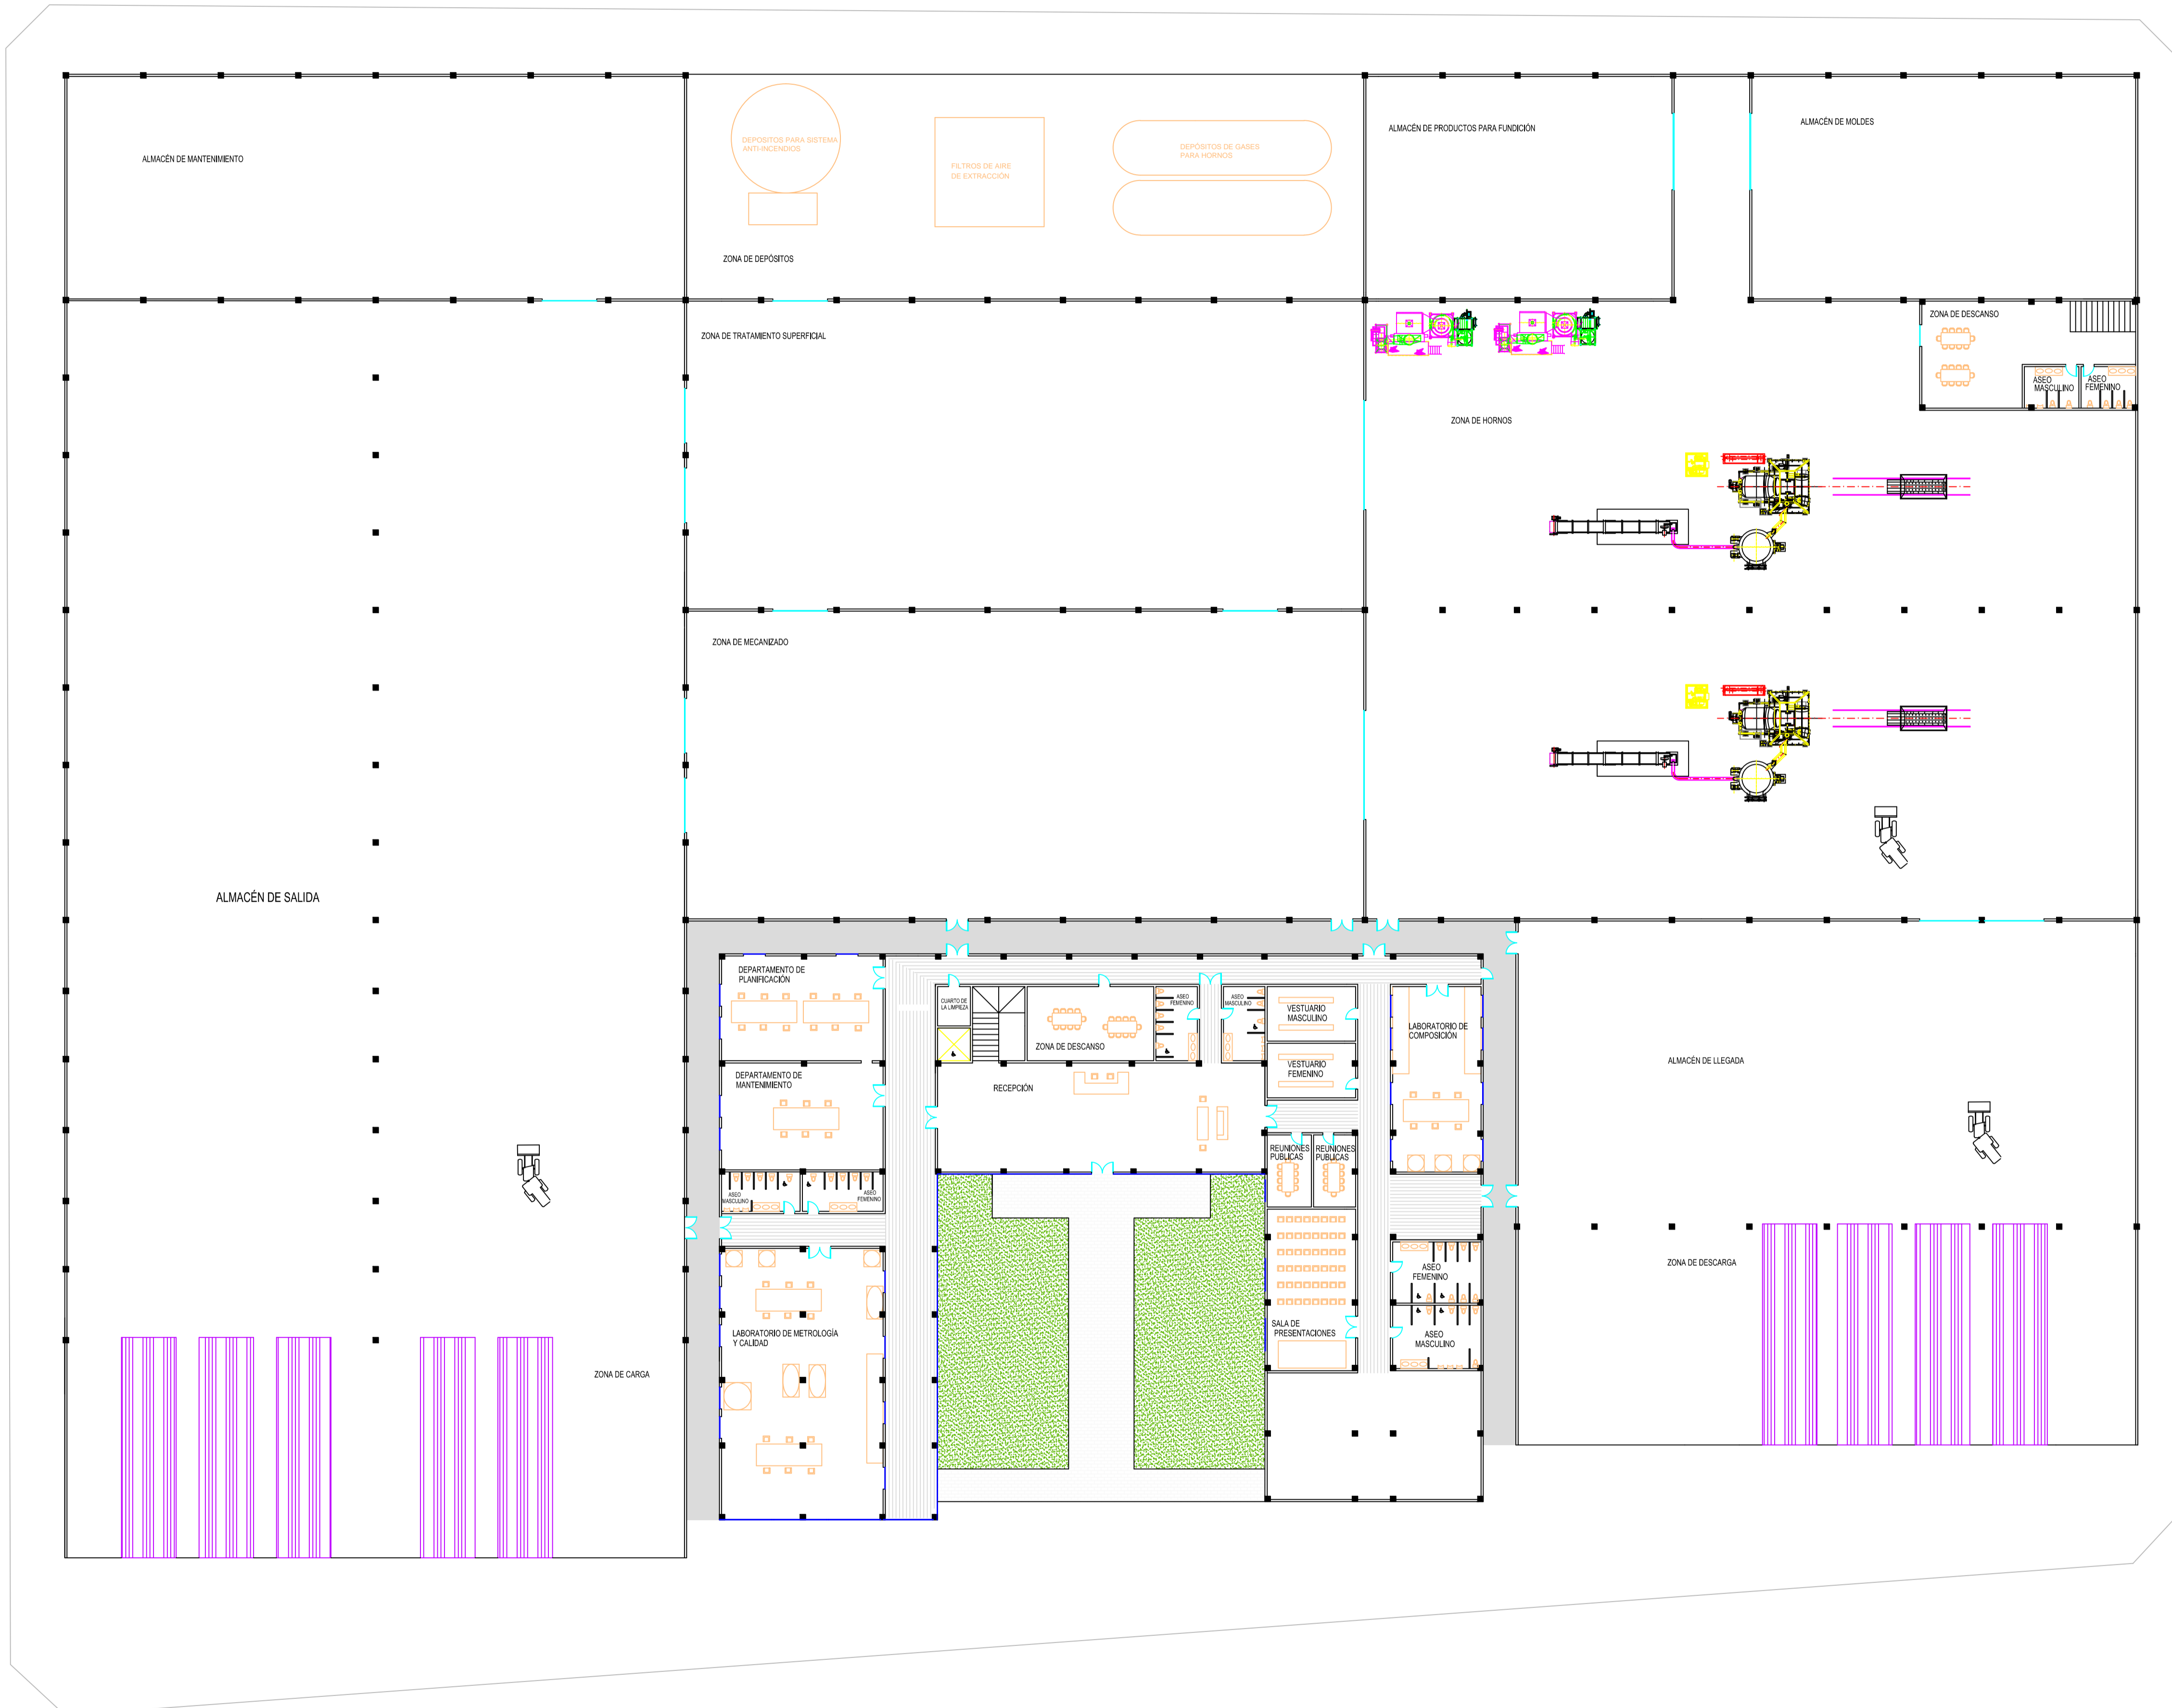 ALMACÉN DE MANTENIMIENTO
DEPOSITOS PARA SISTEMA
ANTI-INCENDIOS
FILTROS DE AIRE
DE EXTRACCIÓN
DEPÓSITOS DE GASES
PARA HORNOS
ZONA DE DEPÓSITOS
ALMACÉN DE PRODUCTOS PARA FUNDICIÓN
ALMACÉN DE MOLDES
ZONA DE TRATAMIENTO SUPERFICIAL
ZONA DE DESCANSO
ASEO
MASCULINO
ASEO
FEMENINO
ZONA DE HORNOS
ZONA DE MECANIZADO
ALMACÉN DE SALIDA
DEPARTAMENTO DE
PLANIFICACIÓN
CUARTO DE
LA LIMPIEZA
ZONA DE DESCANSO
ASEO
FEMENINO
ASEO
MASCULINO
VESTUARIO
MASCULINO
LABORATORIO DE
COMPOSICIÓN
VESTUARIO
FEMENINO
DEPARTAMENTO DE
MANTENIMIENTO
RECEPCIÓN
ALMACÉN DE LLEGADA
REUNIONES
PUBLICAS
REUNIONES
PUBLICAS
ASEO
MASCULINO
ASEO
FEMENINO
ASEO
FEMENINO
ZONA DE DESCARGA
LABORATORIO DE METROLOGÍA
Y CALIDAD
SALA DE
PRESENTACIONES
ASEO
MASCULINO
ZONA DE CARGA